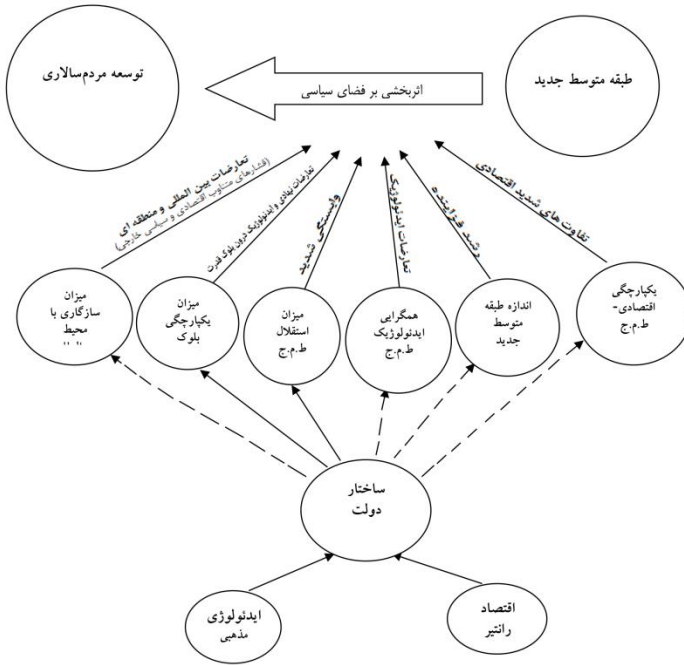 طبقه متوسط جدید
اثربخشی بر فضای سیاسی
توسعه مردم‌سالاری
تفاوت های شدید اقتصادی
رشد فزاینده
تعارضات ایدئولوژیک
وابستگی شدید
تعارضات بنیادی و ایدئولوژیک درون بلوک قدرت
تعارضات بین المللی و منطقه ای
(فشارهای متناوب اقتصادی و سیاسی خارجی)
یکپارچگی
اقتصادی-
ط.م.ج
اندازه طبقه
متوسط
جدید
همگرایی
ایدئولوژیک
ط.م.ج
میزان
استقلال
ط.م.ج
میزان
یکپارچگی
بلوک
میزان
سازگاری با
محیط
ساختار
دولت
اقتصاد
رانتیر
ایدئولوژی
مذهبی